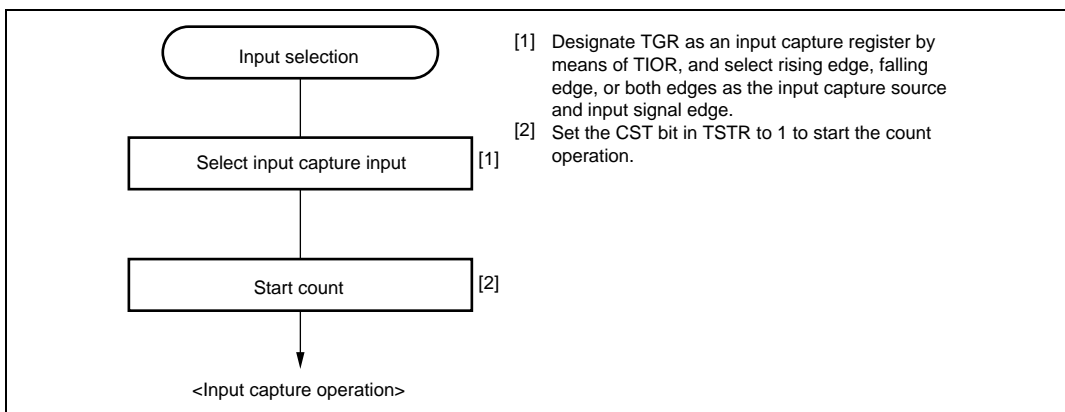 Input selection
Select input capture input
[1]
Start count
[2]
<Input capture operation>
[1] Designate TGR as an input capture register by
means of TIOR, and select rising edge, falling
edge, or both edges as the input capture source
and input signal edge.
[2] Set the CST bit in TSTR to 1 to start the count
operation.